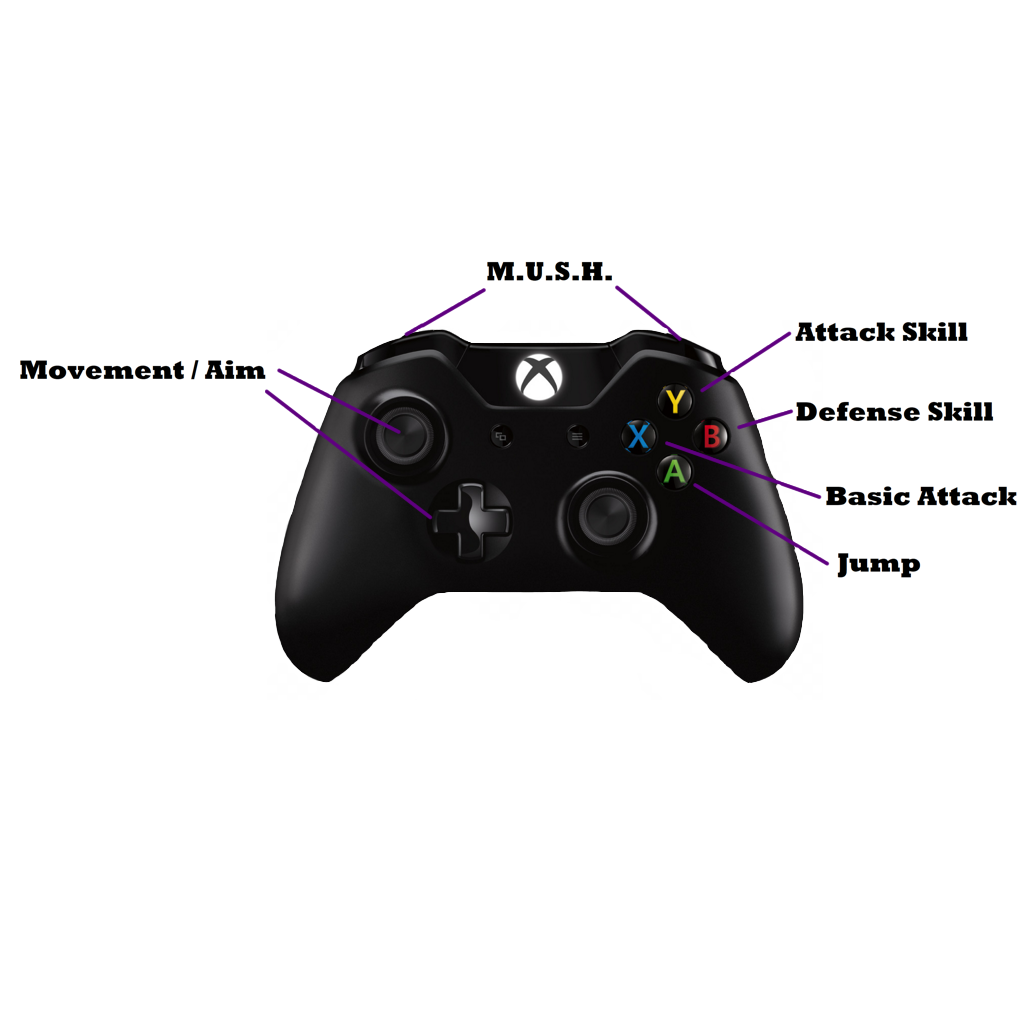 M.U.S.H.
Attack Skill
Movement / Aim
Y
Defense Skill
X
B
A
Basic Attack
Jump